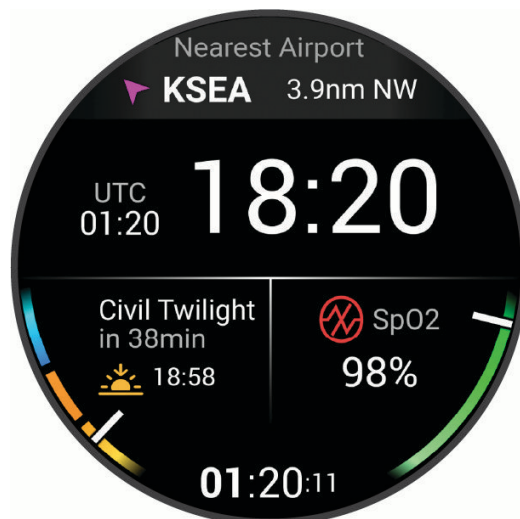 Nearest Airport
KSEA 3.9nm NW
18:20
UTC
01:20
Civil Twilight
in 38min
18:58
SpO2
98%
01:20:11